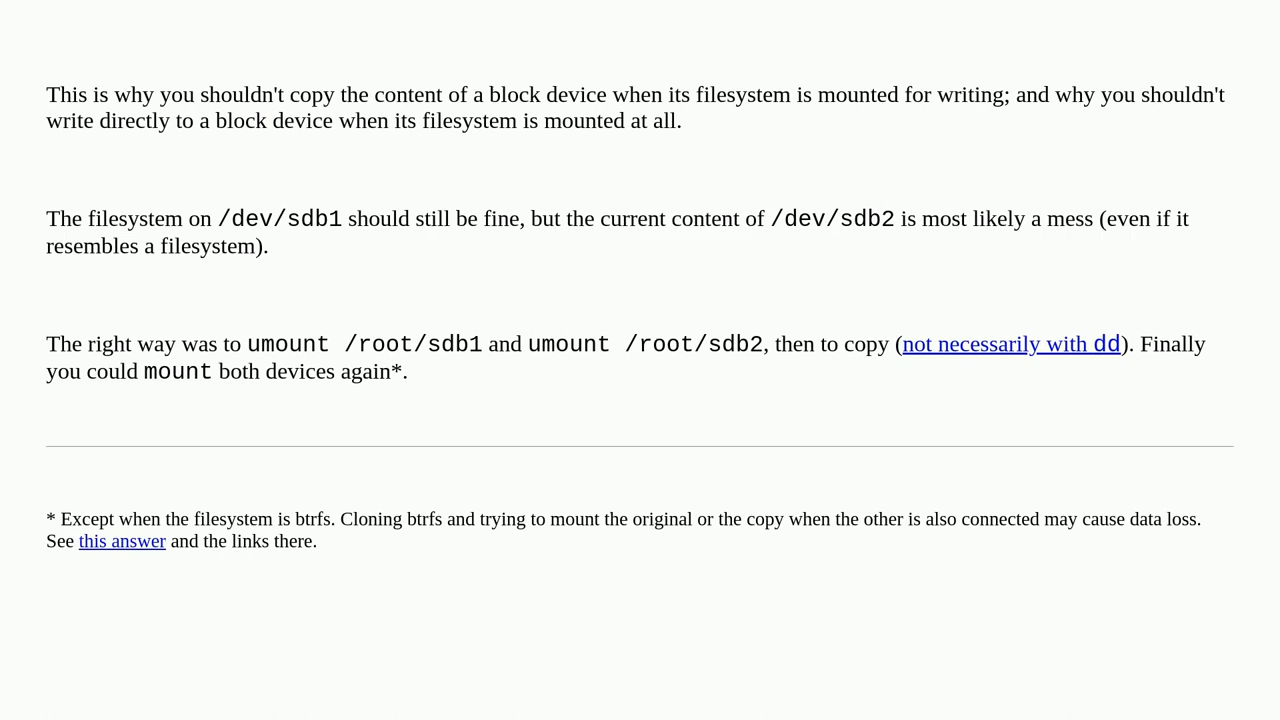 This is why you shouldn't copy the content of a block device when its filesystem is mounted for writing; and why you shouldn't
write directly to a block device when its filesystem is mounted at all.
The filesystem on /dev/sdb1 should still be fine, but the current content of /dev/sdb2 is most likely a mess (even if it
resembles a filesystem).
The right way was to umount /root/sdb1 and umount /root/sdb2, then to copy (not necessarily with dd). Finally
you could mount both devices again*.
* Except when the filesystem is btrfs. Cloning btrfs and trying to mount the original or the copy when the other is also connected may cause data loss.
See this answer and the links there.